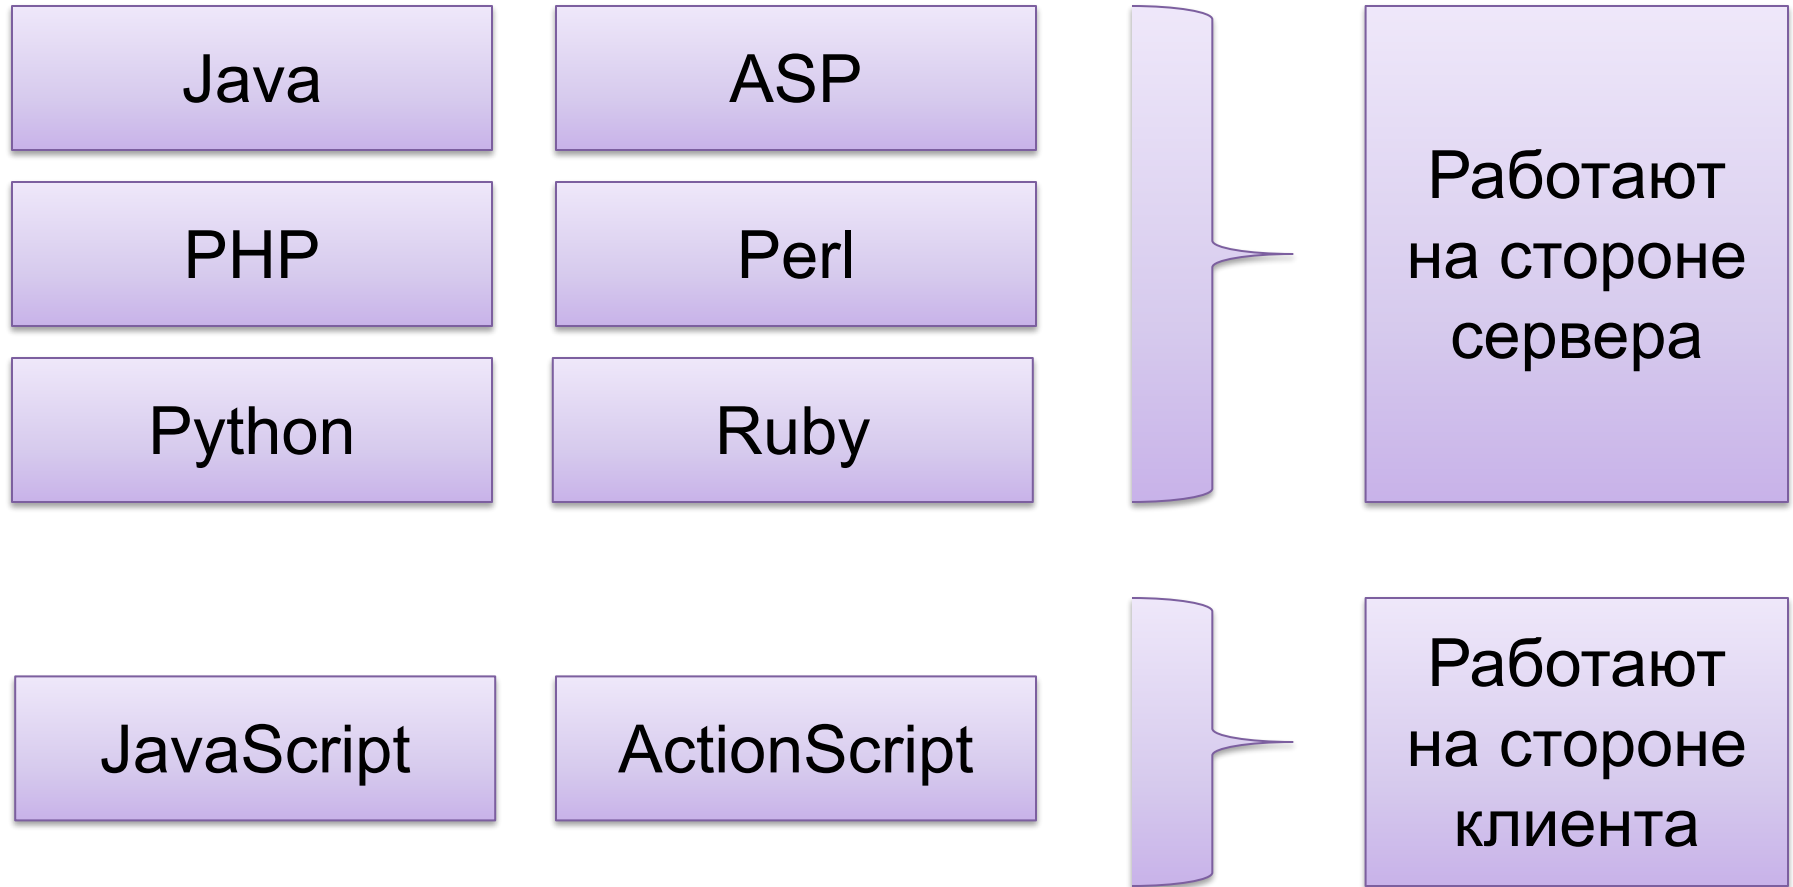 Java
ASP
PHP
Perl
Python
Ruby
Работают
на стороне
сервера
JavaScript
ActionScript
Работают
на стороне
клиента